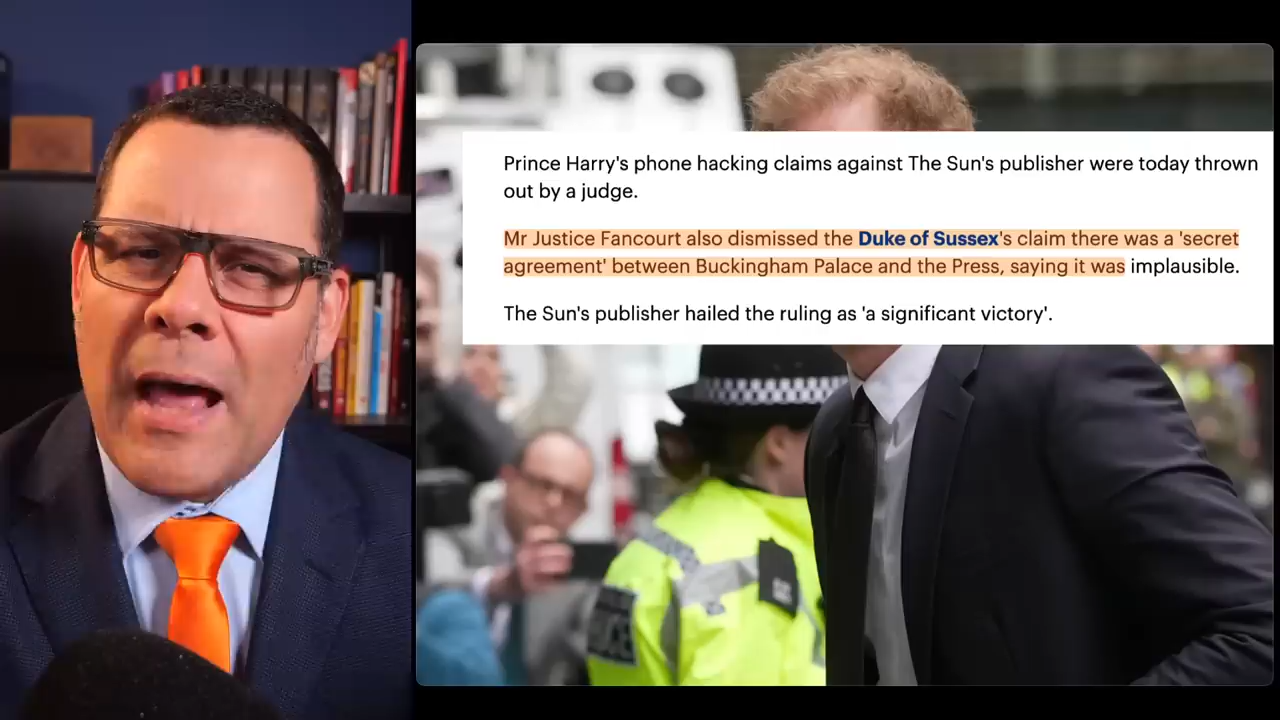 Prince Harry's phone hacking claims against The Sun's publisher were today thrown
out by a judge.
Mr Justice Fancourt also dismissed the Duke of Sussex's claim there was a 'secret
agreement' between Buckingham Palace and the Press, saying it was implausible.
The Sun's publisher hailed the ruling as 'a significant victory'.